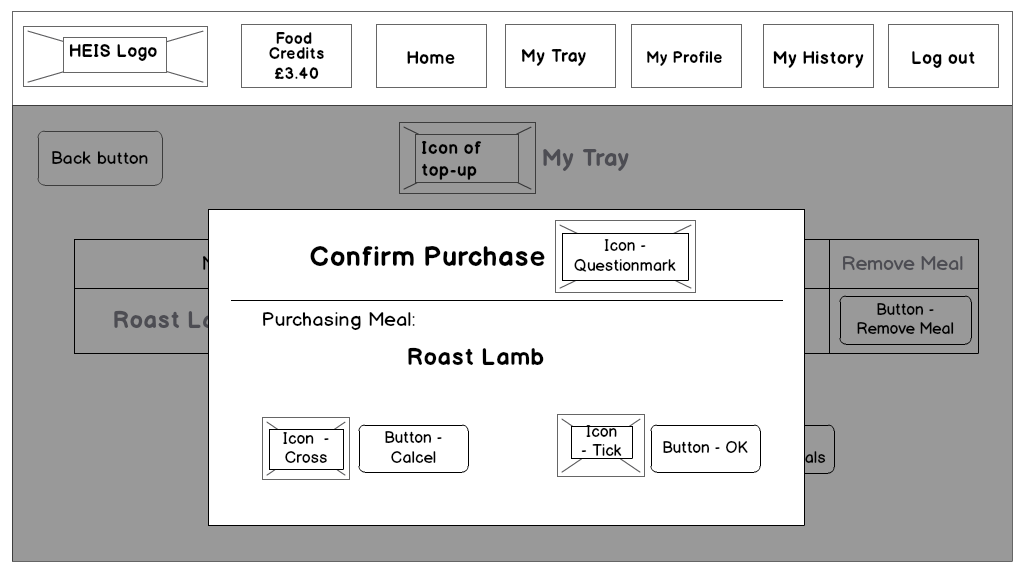 HEIS Logo
Food
Credits
£3.40
Home
My Tray
My Profile
My History
Log out
Back button
Icon of
top-up
My Tray
Remove Meal
Roast La
Button -
Remove Meal
Confirm Purchase
Icon -
Questionmark
Purchasing Meal:
Roast Lamb
Icon -
Cross
Button -
Calcel
Icon
- Tick
Button - OK
als